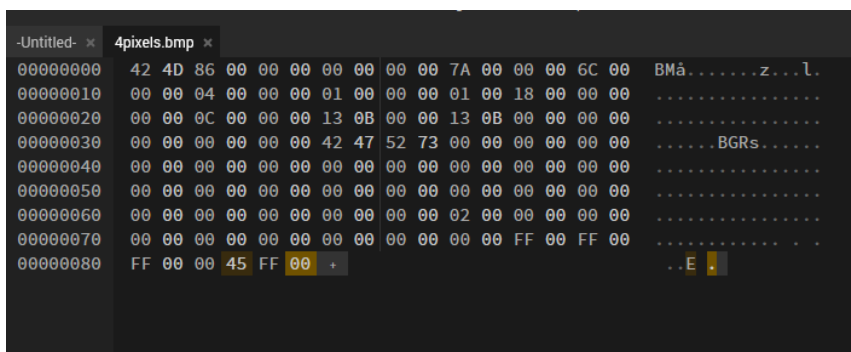 -Untitled- × 4pixels.bmp ×
00000000 42 4D 86 00 00 00 00 00 00 00 7A 00 00 00 6C 00 BMå.......z...l.
00000010 00 00 04 00 00 00 01 00 00 00 01 00 18 00 00 00 ................
00000020 00 00 0C 00 00 00 13 0B 00 00 13 0B 00 00 00 00 ................
00000030 00 00 00 00 00 00 42 47 52 73 00 00 00 00 00 00 ......BGRs......
00000040 00 00 00 00 00 00 00 00 00 00 00 00 00 00 00 00 ................
00000050 00 00 00 00 00 00 00 00 00 00 00 00 00 00 00 00 ................
00000060 00 00 00 00 00 00 00 00 00 00 00 02 00 00 00 00 ................
00000070 00 00 00 00 00 00 00 00 00 00 00 00 FF 00 FF 00 ............ . .
00000080 FF 00 00 45 FF 00 + ..E .